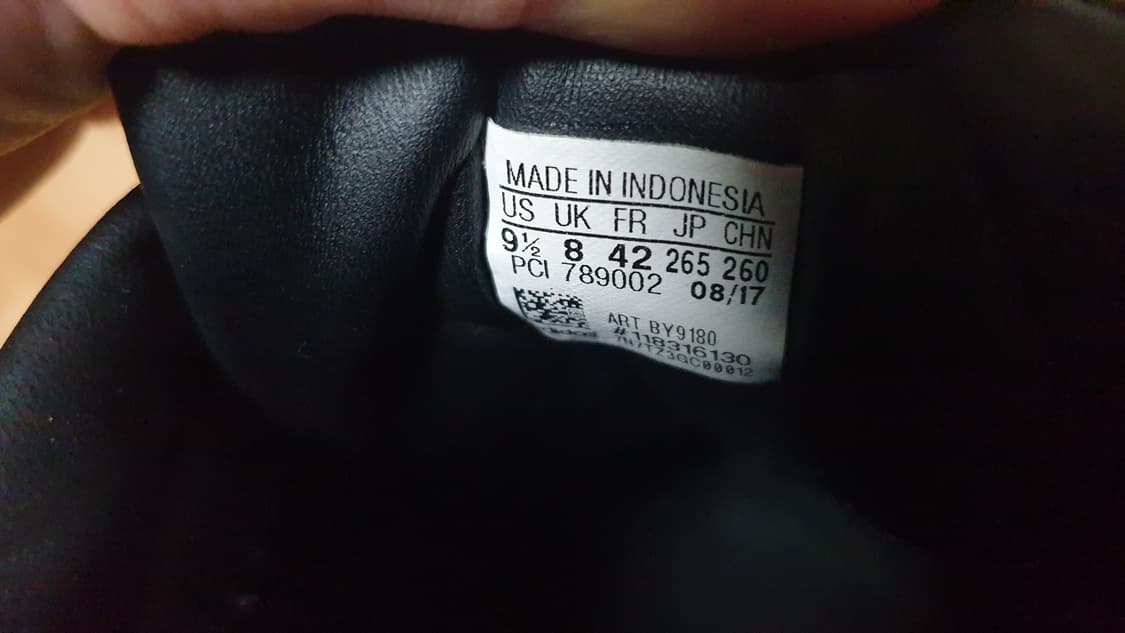 MADE IN INDONESIA
US UK FR JP CHN
9½ 8 42 265 260
PCI 789002 08/17
ART BY9180
#118316130